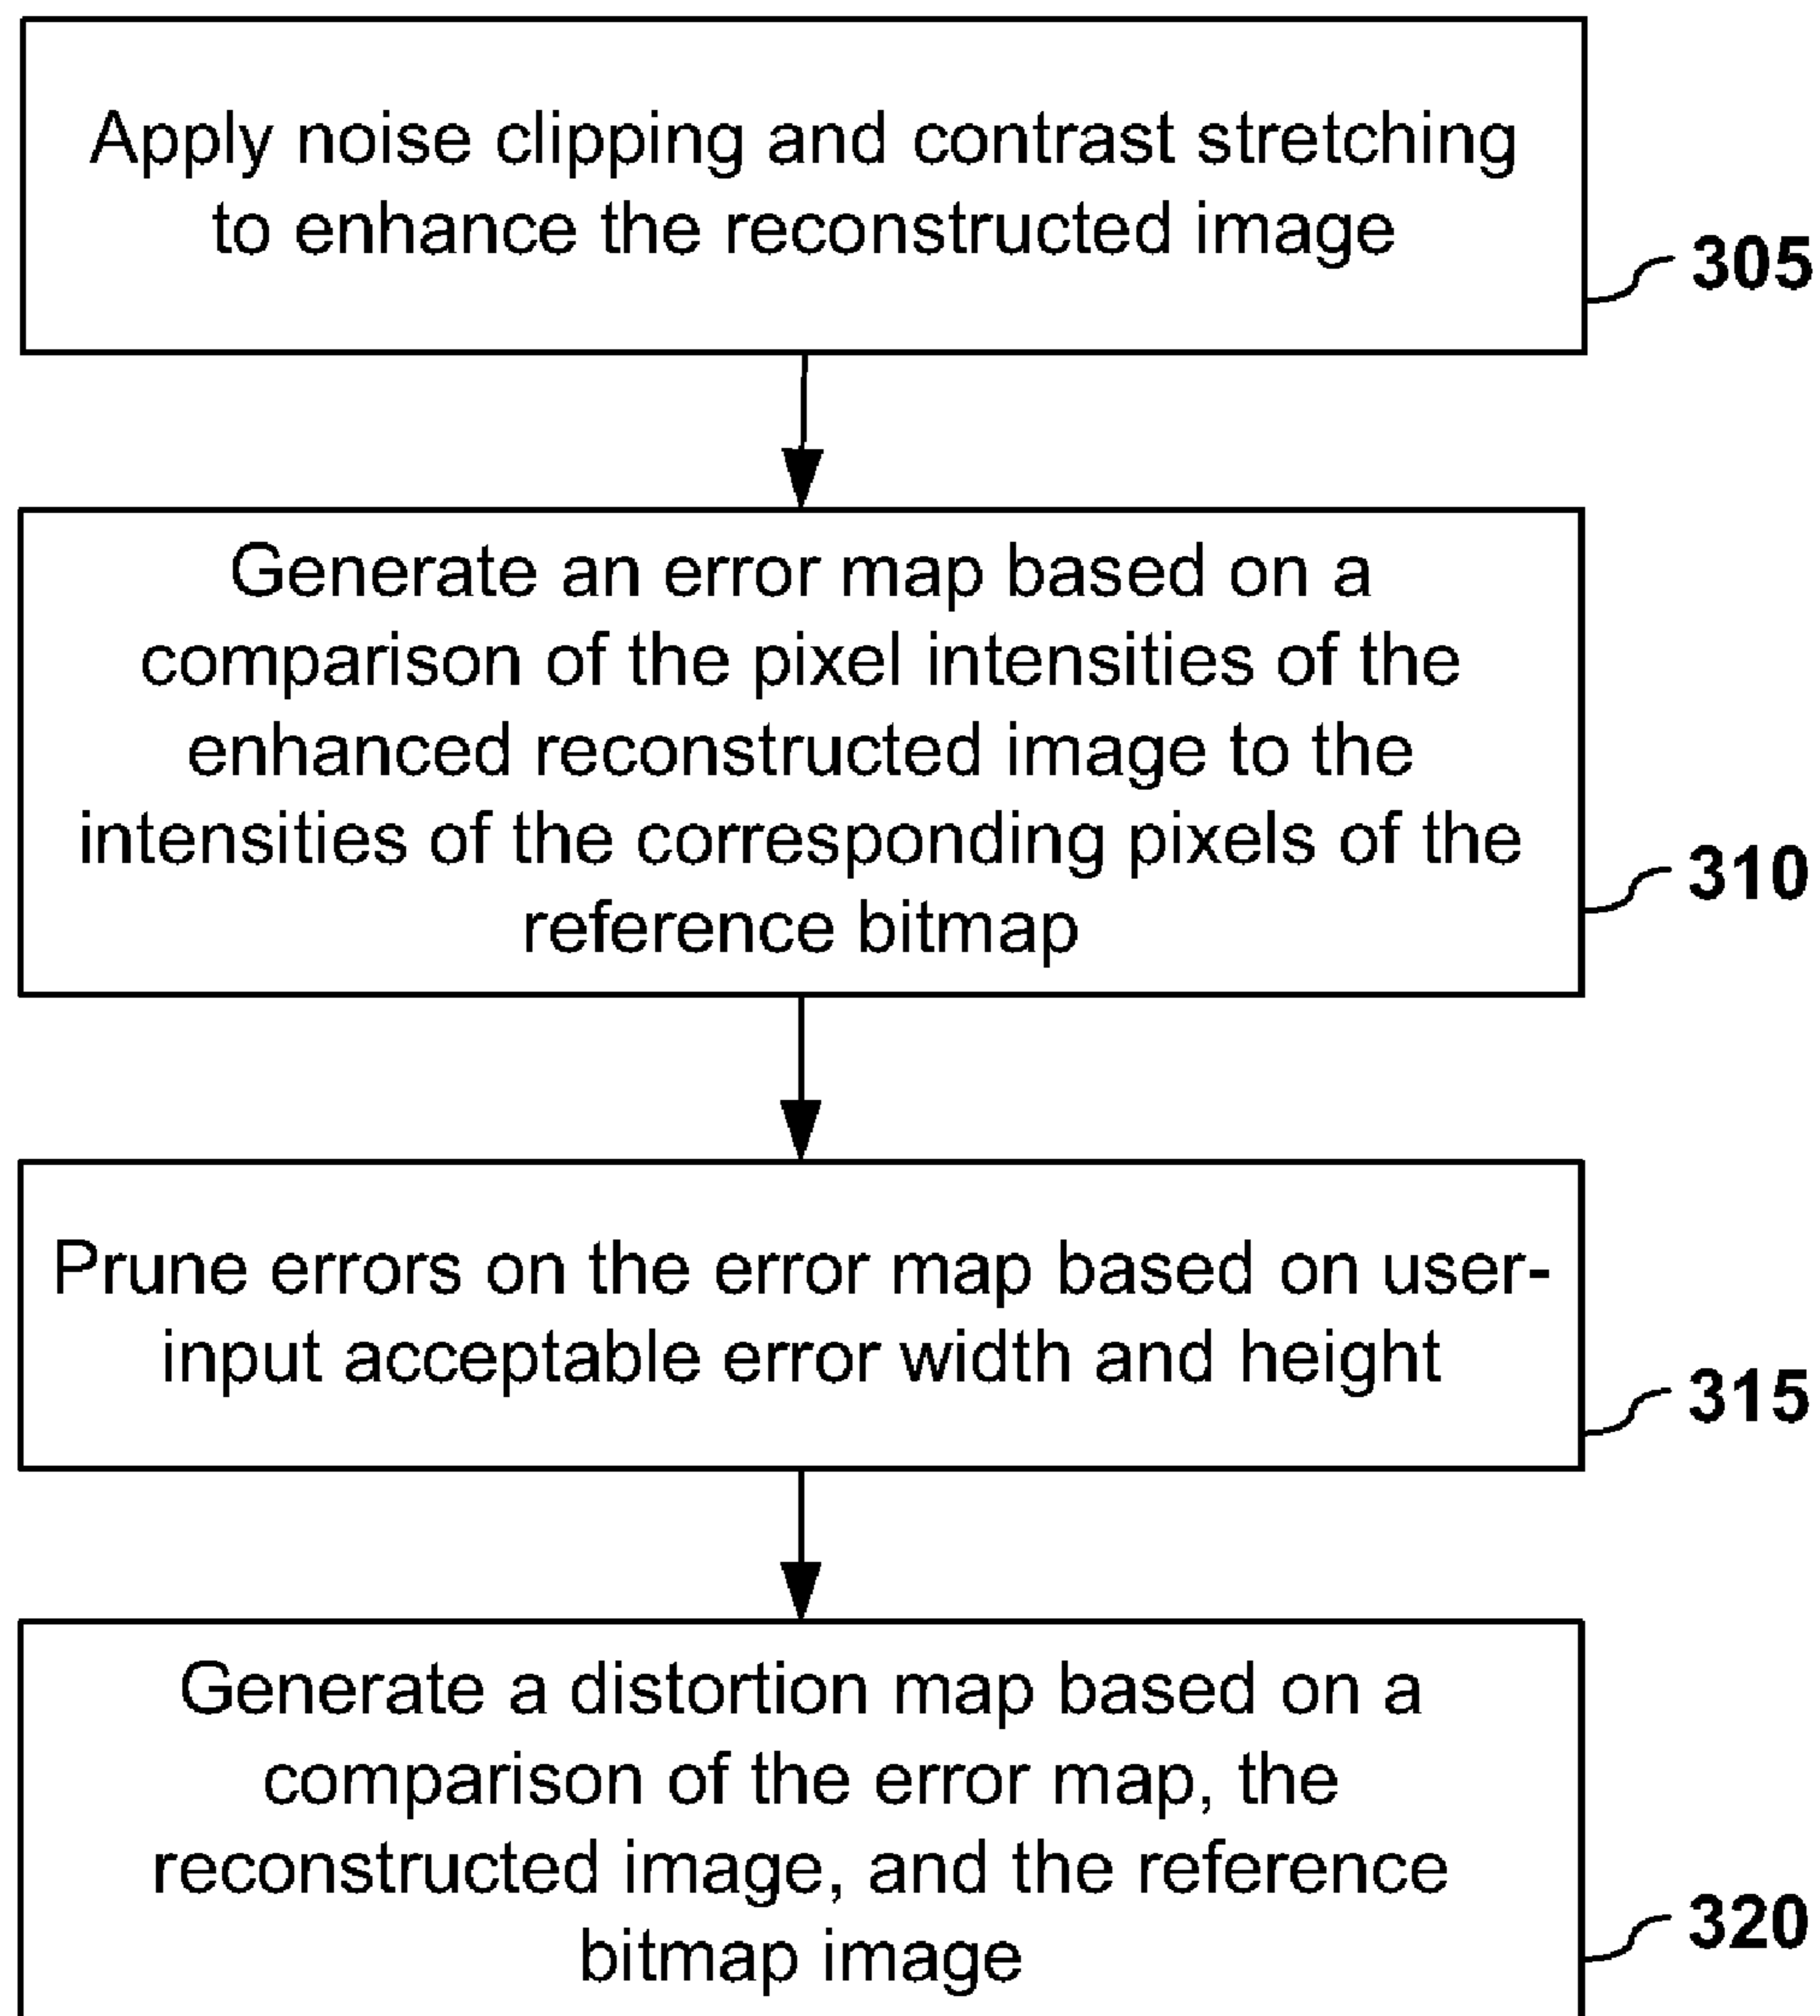 Apply noise clipping and contrast stretching
to enhance the reconstructed image
305
Generate an error map based on a
comparison of the pixel intensities of the
enhanced reconstructed image to the
intensities of the corresponding pixels of the
reference bitmap
310
Prune errors on the error map based on user-
input acceptable error width and height
315
Generate a distortion map based on a
comparison of the error map, the
reconstructed image, and the reference
bitmap image
320